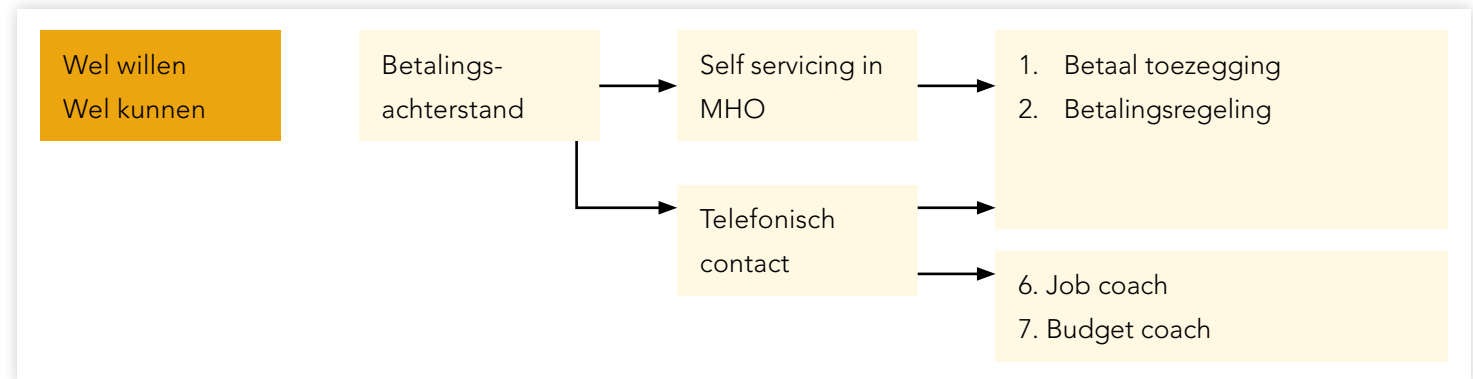 Wel willen
Wel kunnen
Betalings-
achterstand
Self servicing in
MHO
1. Betaal toezegging
2. Betalingsregeling
Telefonisch
contact
6. Job coach
7. Budget coach